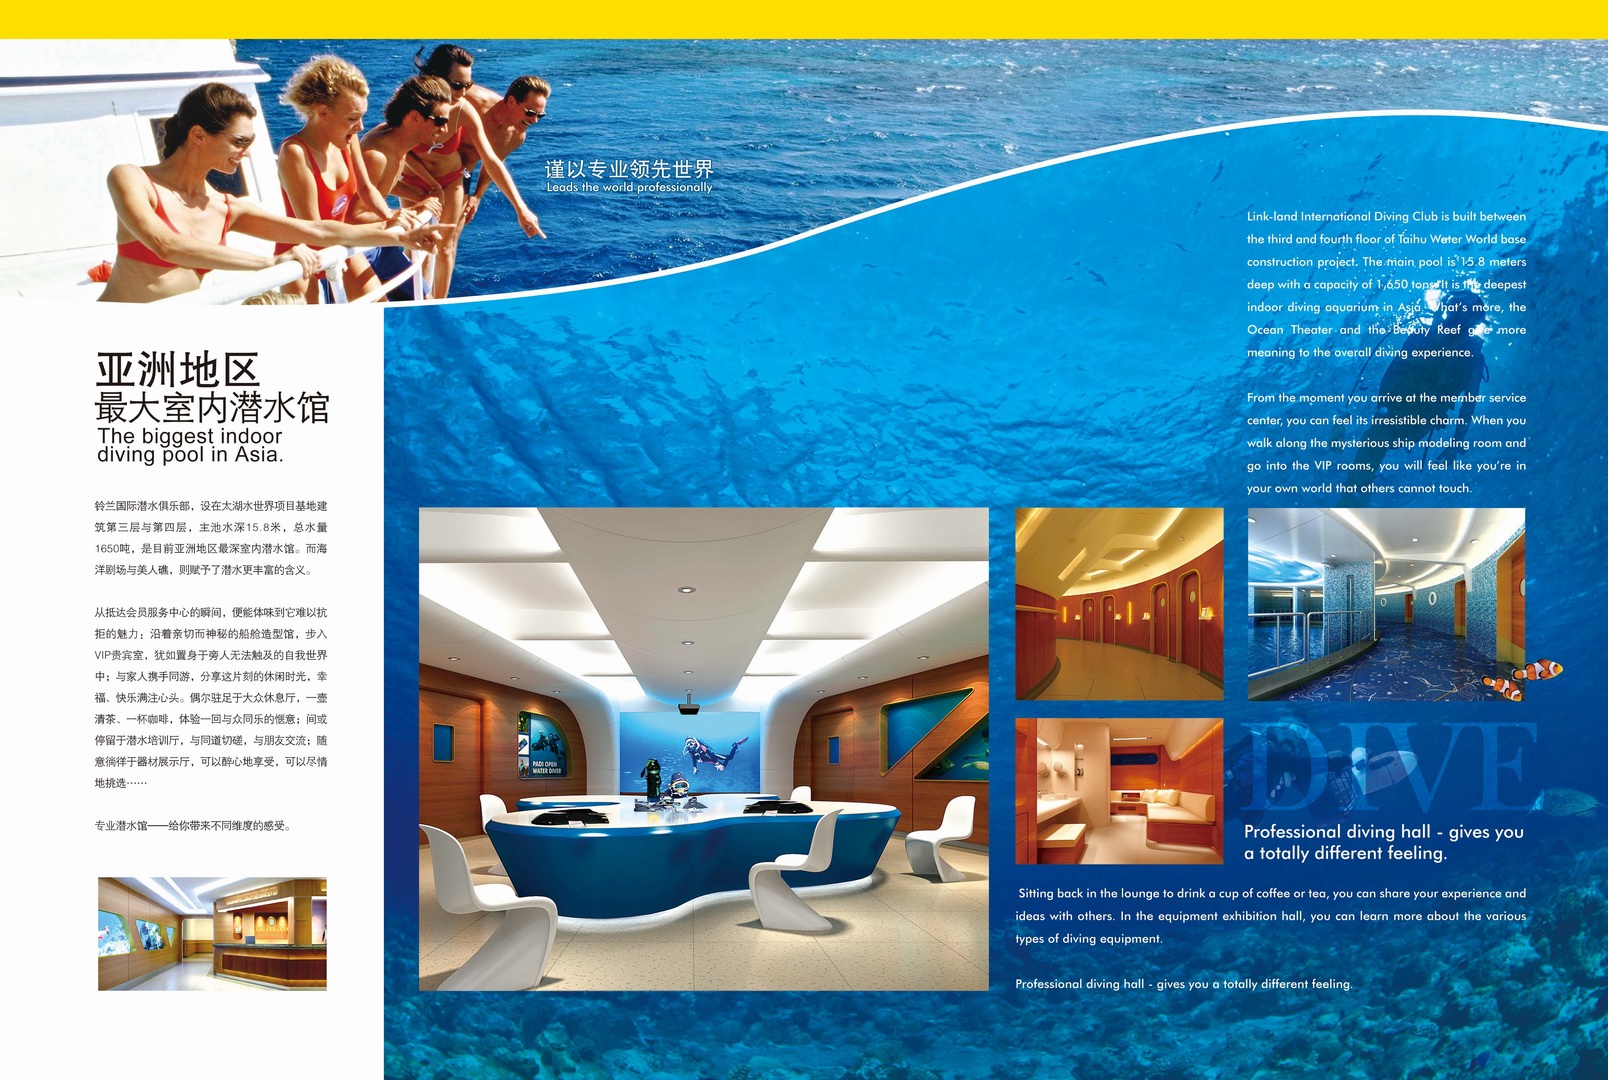 谨以专业领先世界
Leads the world professionally
亚洲地区
最大室内潜水馆
The biggest indoor
diving pool in Asia.
铃兰国际潜水俱乐部，设在太湖水世界项目基地建
筑第三层与第四层，主池水深15.8米，总水量
1650吨，是目前亚洲地区最深室内潜水馆。而海
洋剧场与美人礁，则赋予了潜水更丰富的含义。
从抵达会员服务中心的瞬间，便能体味到它难以抗
拒的魅力；沿着亲切而神秘的船舱造型馆，步入
VIP贵宾室，犹如置身于旁人无法触及的自我世界
中；与家人携手同游，分享这片刻的休闲时光，幸
福、快乐满注心头。偶尔驻足于大众休息厅，一壶
清茶、一杯咖啡，体验一回与众同乐的惬意；间或
停留于潜水培训厅，与同道切磋，与朋友交流；随
意徜徉于器材展示厅，可以醉心地享受，可以尽情
地挑选……
专业潜水馆——给你带来不同维度的感受。
Link-land International Diving Club is built between
the third and fourth floor of Taihu Water World base
construction project. The main pool is 15.8 meters
deep with a capacity of 1,650 tons. It is the deepest
indoor diving aquarium in Asia. What's more, the
Ocean Theater and the Beauty Reef give more
meaning to the overall diving experience.
From the moment you arrive at the member service
center, you can feel its irresistible charm. When you
walk along the mysterious ship modeling room and
go into the VIP rooms, you will feel like you're in
your own world that others cannot touch.
PADI OPEN
WATER DIVER
DIVE
Professional diving hall - gives you
a totally different feeling.
Sitting back in the lounge to drink a cup of coffee or tea, you can share your experience and
ideas with others. In the equipment exhibition hall, you can learn more about the various
types of diving equipment.
Professional diving hall - gives you a totally different feeling.